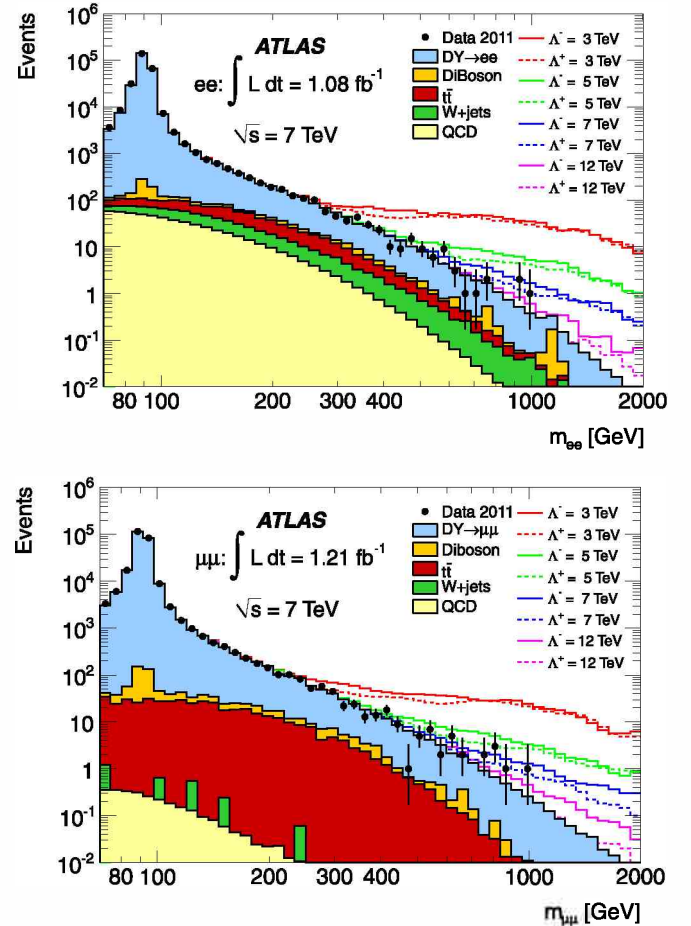 Events
10⁶
10⁵
10⁴
10³
10²
10
1
10⁻¹
10⁻²
ATLAS
ee: ∫ L dt = 1.08 fb⁻¹
√s = 7 TeV
Data 2011
DY→ee
DiBoson
tt̄
W+jets
QCD
Λ⁻ = 3 TeV
Λ⁺ = 3 TeV
Λ⁻ = 5 TeV
Λ⁺ = 5 TeV
Λ⁻ = 7 TeV
Λ⁺ = 7 TeV
Λ⁻ = 12 TeV
Λ⁺ = 12 TeV
80 100 200 300 400 1000 2000
mₑₑ [GeV]
Events
10⁶
10⁵
10⁴
10³
10²
10
1
10⁻¹
10⁻²
ATLAS
μμ: ∫ L dt = 1.21 fb⁻¹
√s = 7 TeV
Data 2011
DY→μμ
Diboson
tt̄
W+jets
QCD
Λ⁻ = 3 TeV
Λ⁺ = 3 TeV
Λ⁻ = 5 TeV
Λ⁺ = 5 TeV
Λ⁻ = 7 TeV
Λ⁺ = 7 TeV
Λ⁻ = 12 TeV
Λ⁺ = 12 TeV
80 100 200 300 400 1000 2000
m_μμ [GeV]